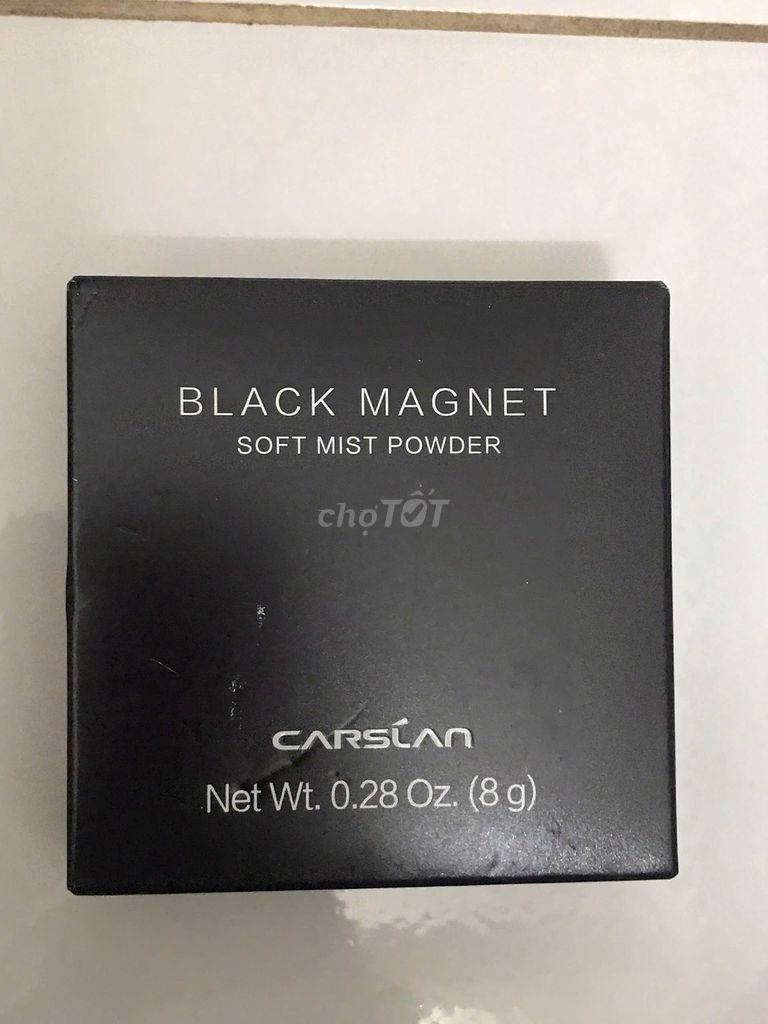 BLACK MAGNET
SOFT MIST POWDER
chợTỐT
CARSLAN
Net Wt. 0.28 Oz. (8 g)